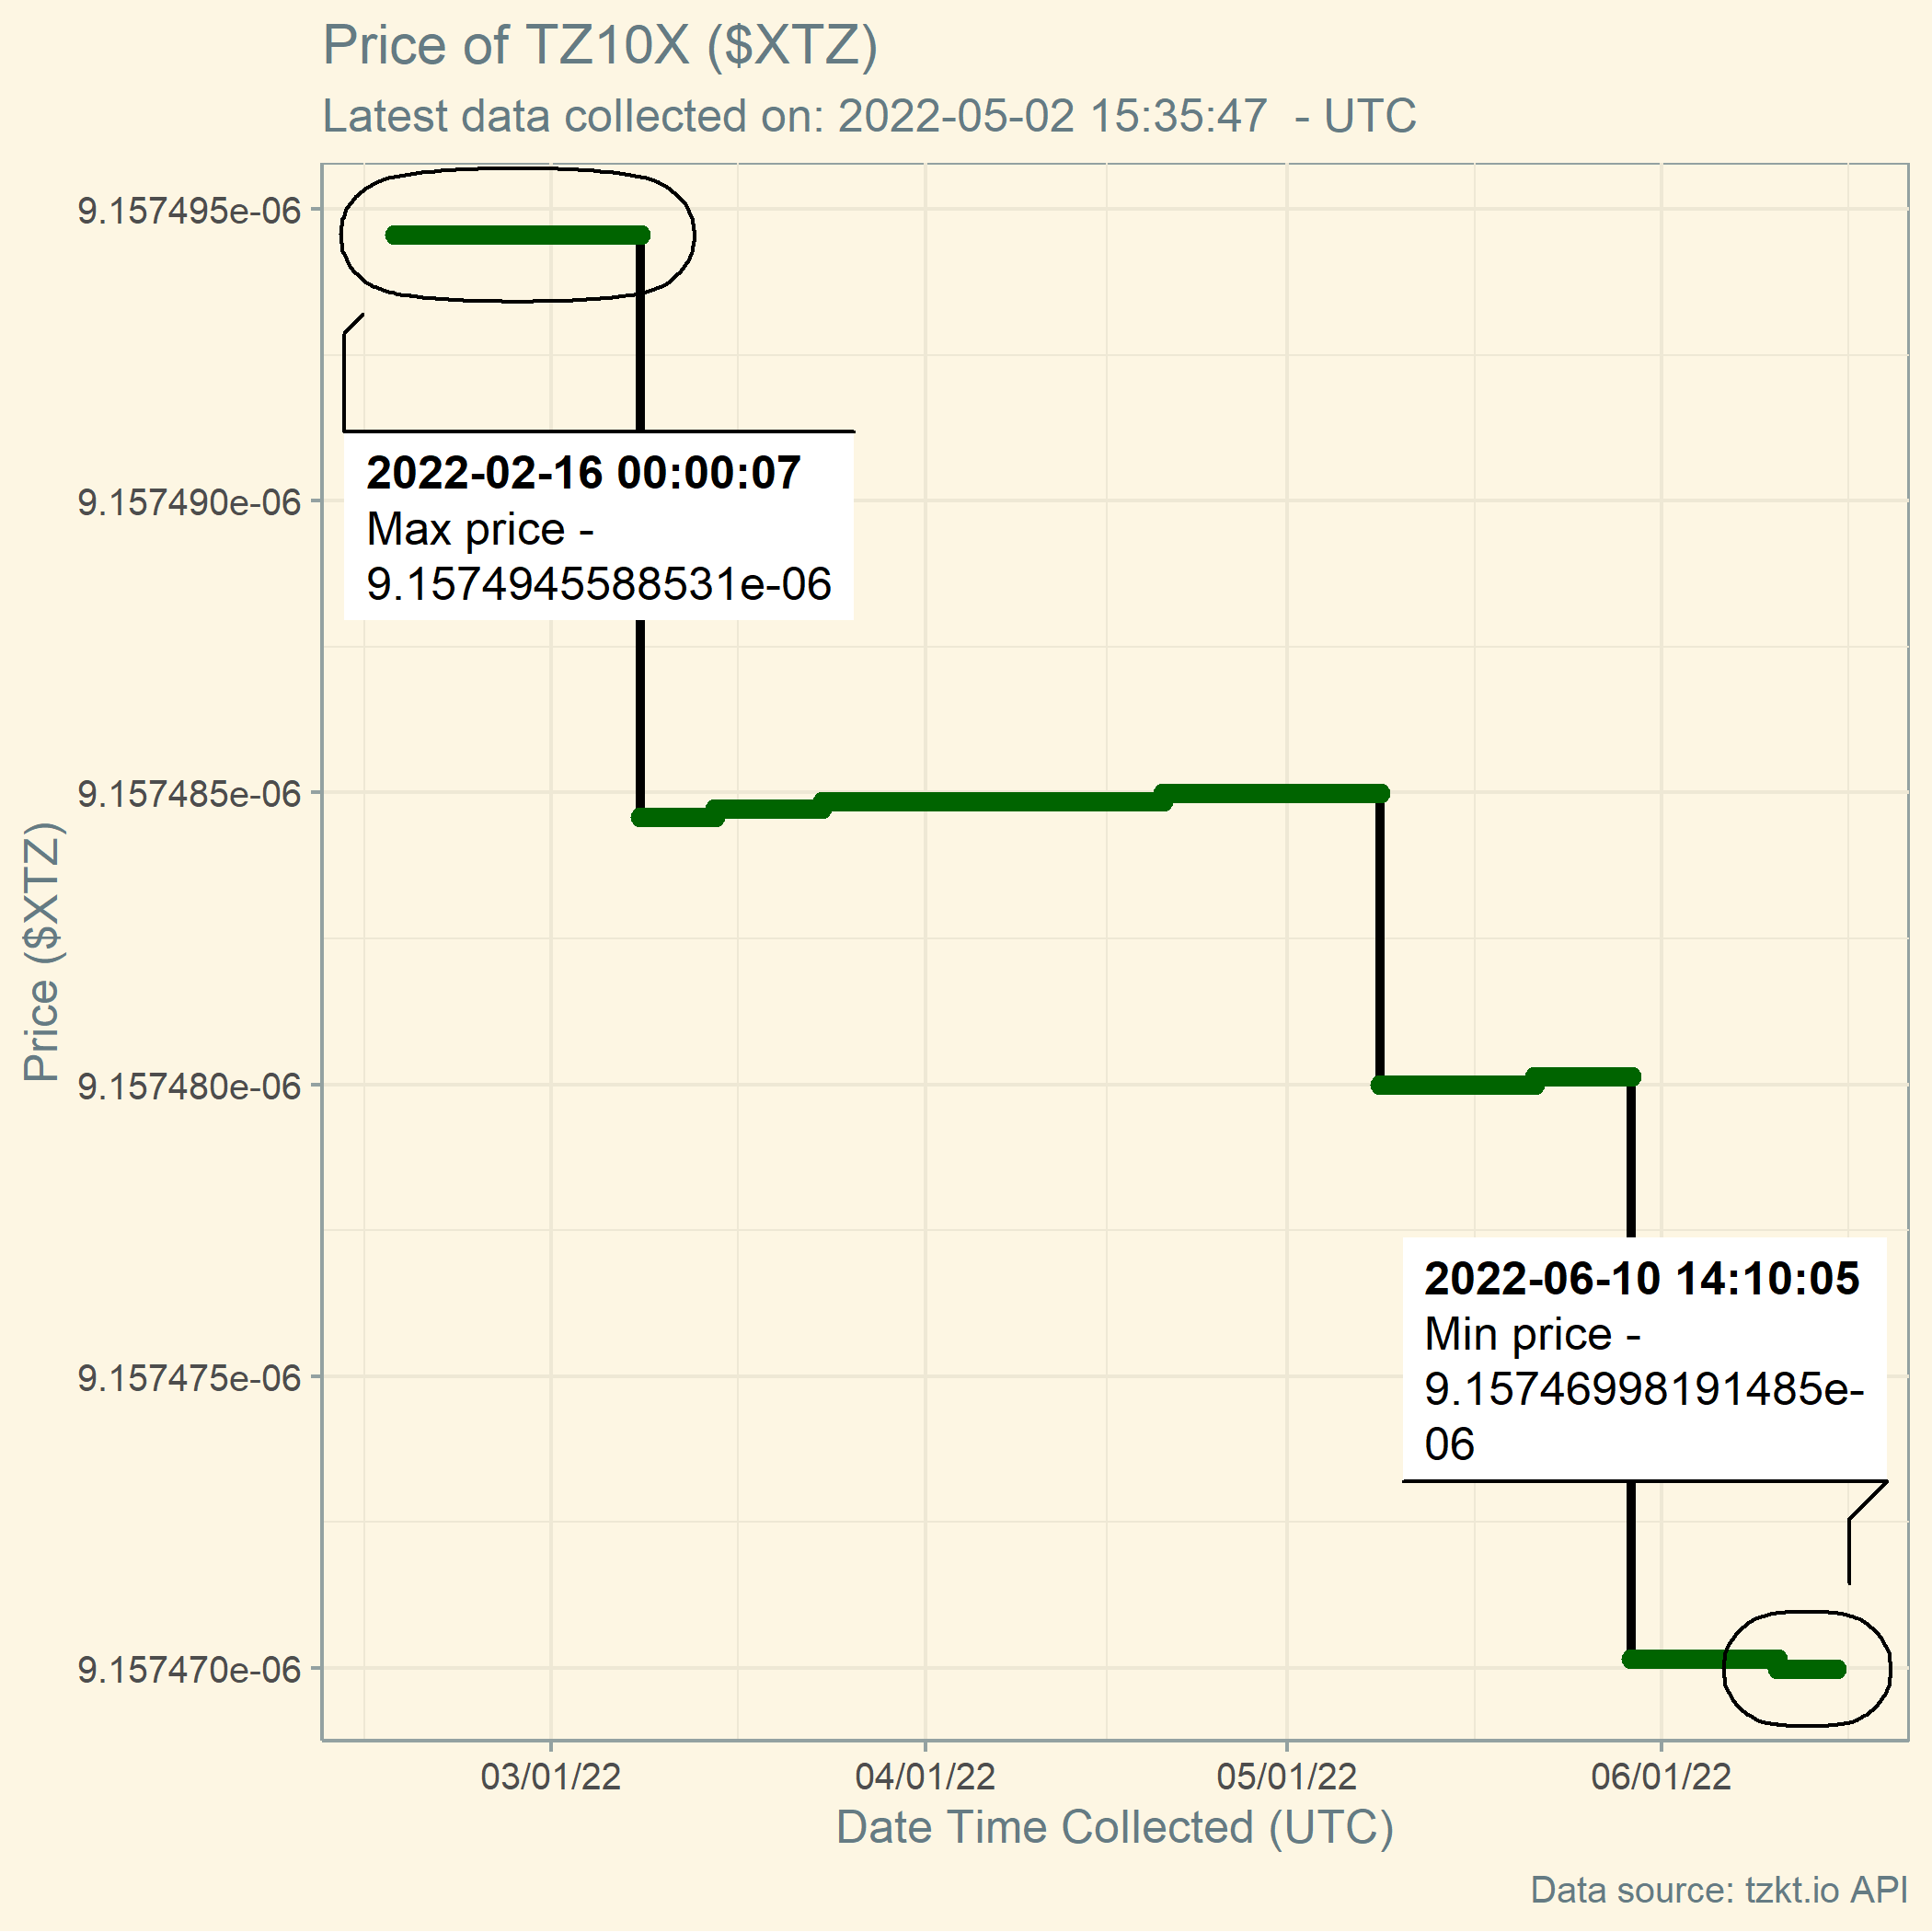 Price of TZ10X ($XTZ)
Latest data collected on: 2022-05-02 15:35:47  - UTC
9.157495e-06
2022-02-16 00:00:07
Max price -
9.1574945588531e-06
9.157490e-06
9.157485e-06
Price ($XTZ)
9.157480e-06
2022-06-10 14:10:05
Min price -
9.15746998191485e-
06
9.157475e-06
9.157470e-06
03/01/22
04/01/22
05/01/22
06/01/22
Date Time Collected (UTC)
Data source: tzkt.io API